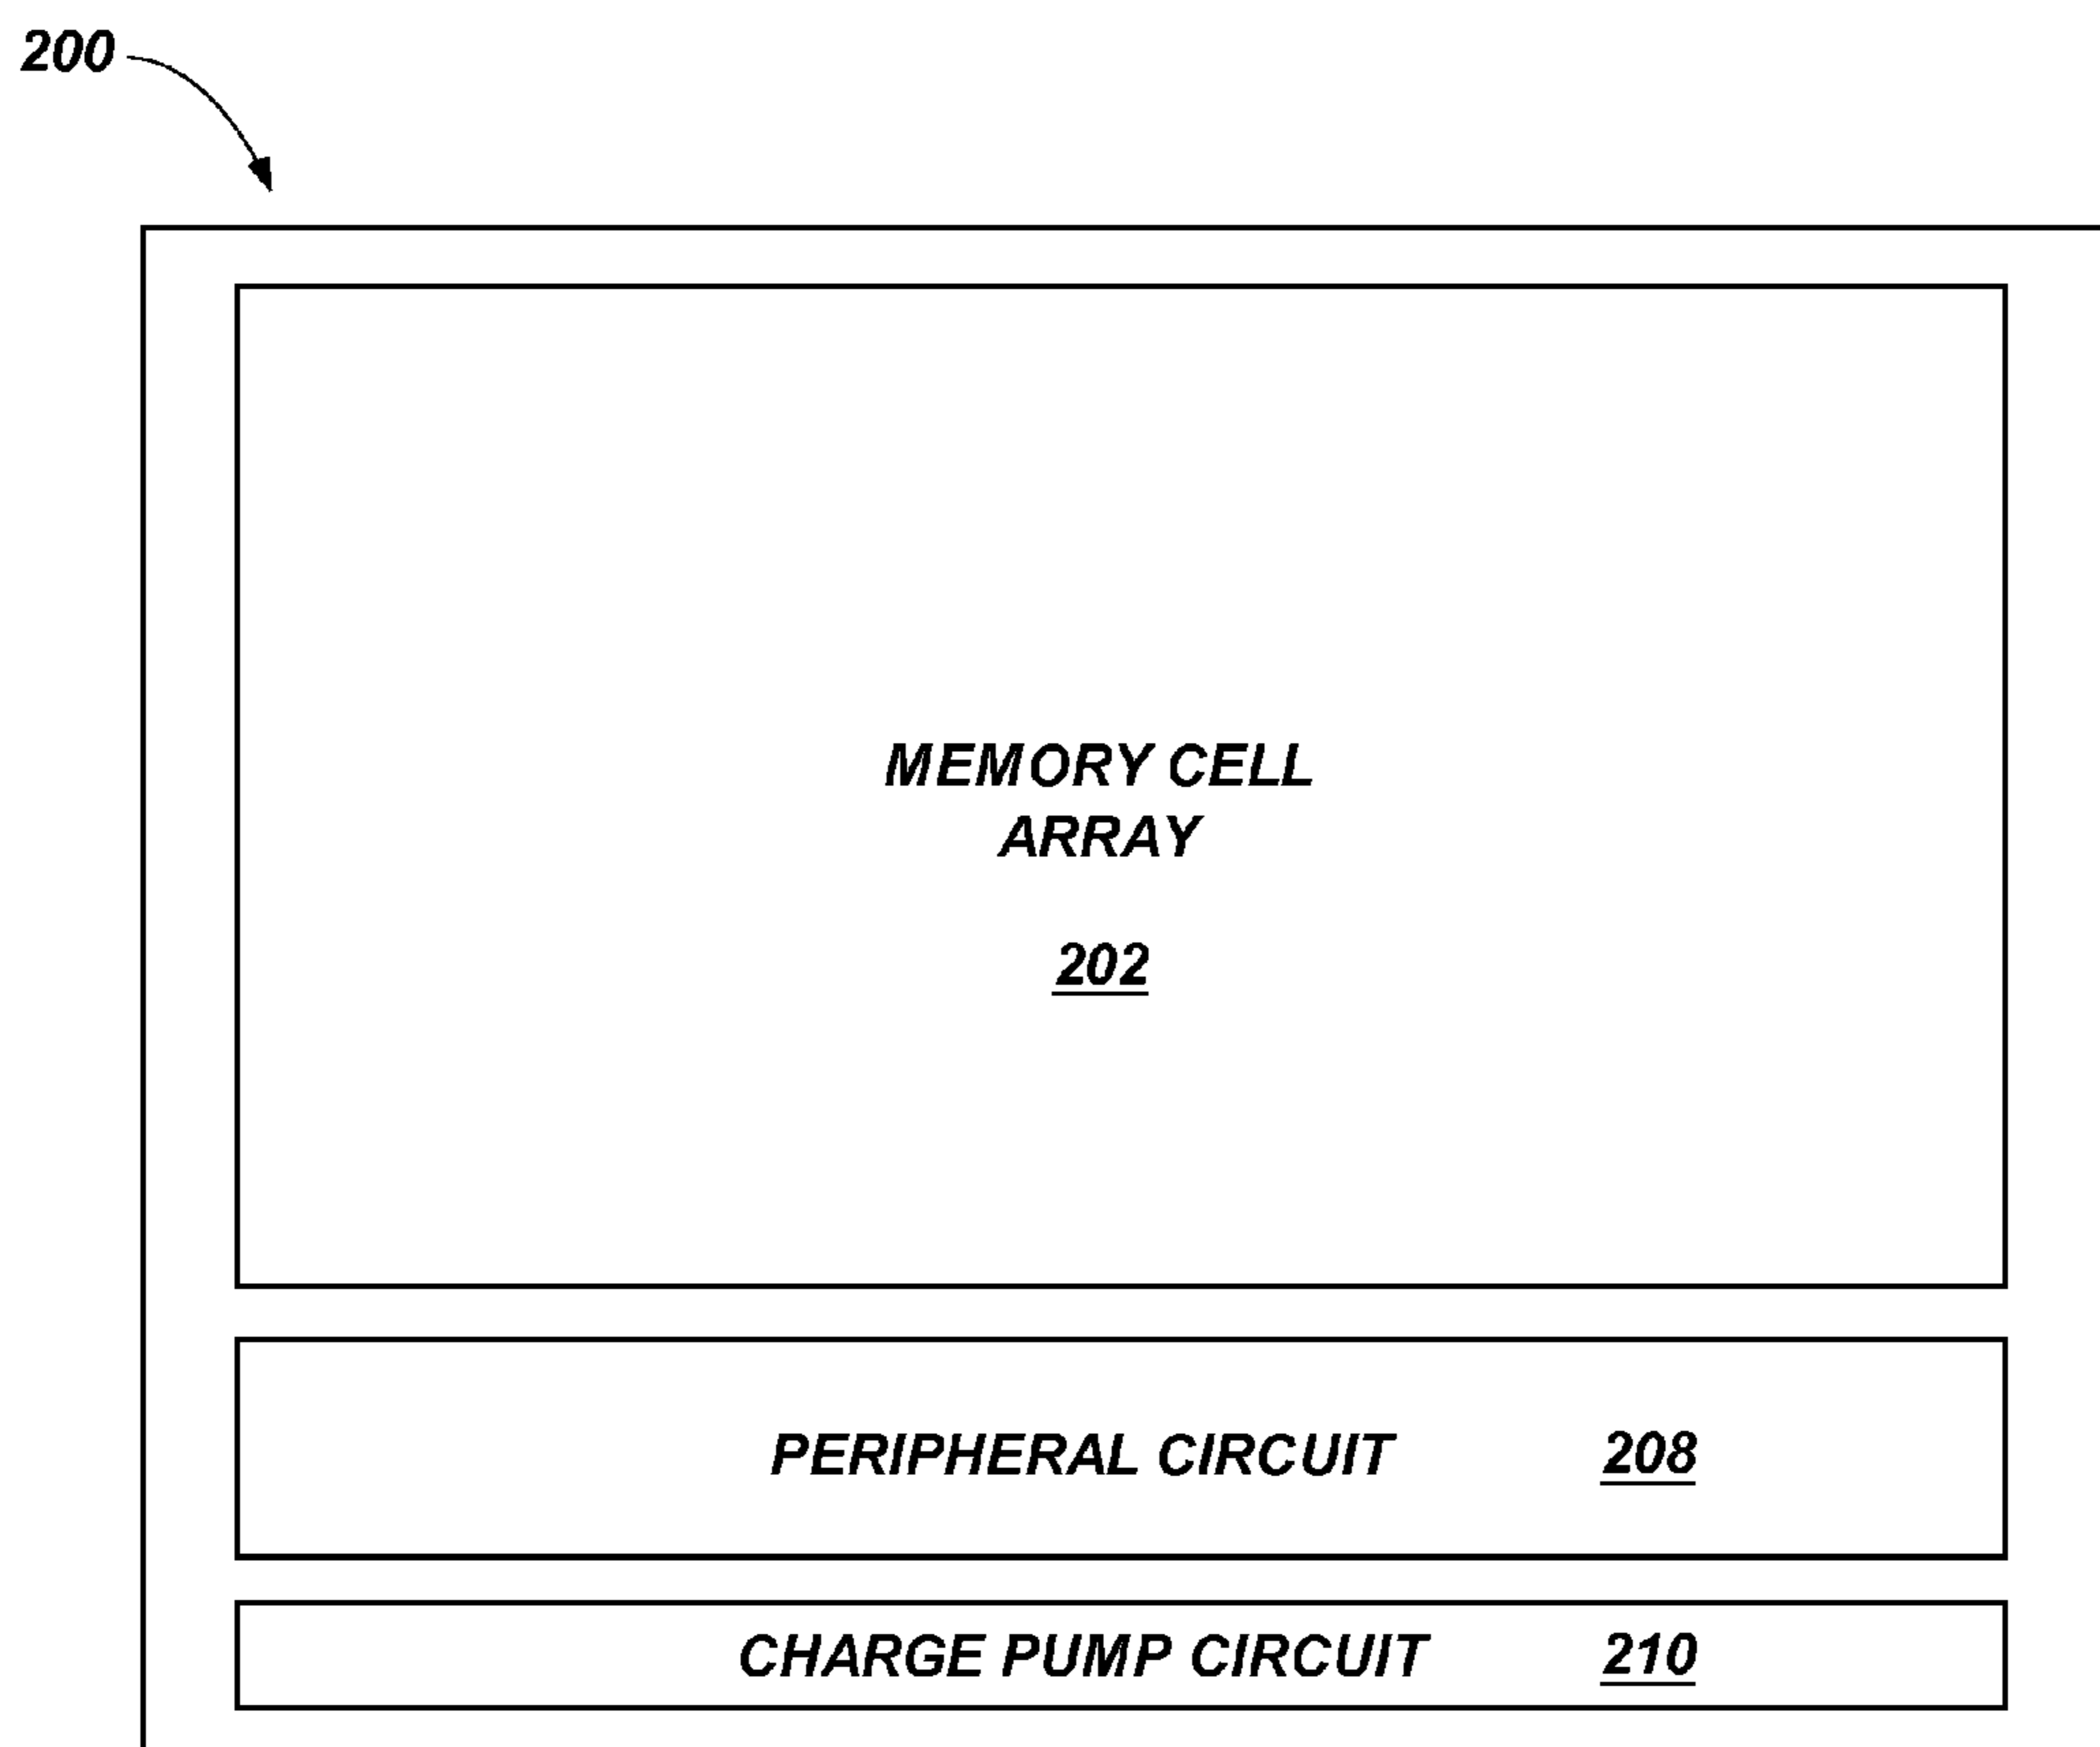 200
MEMORY CELL
ARRAY
202
PERIPHERAL CIRCUIT 208
CHARGE PUMP CIRCUIT 210